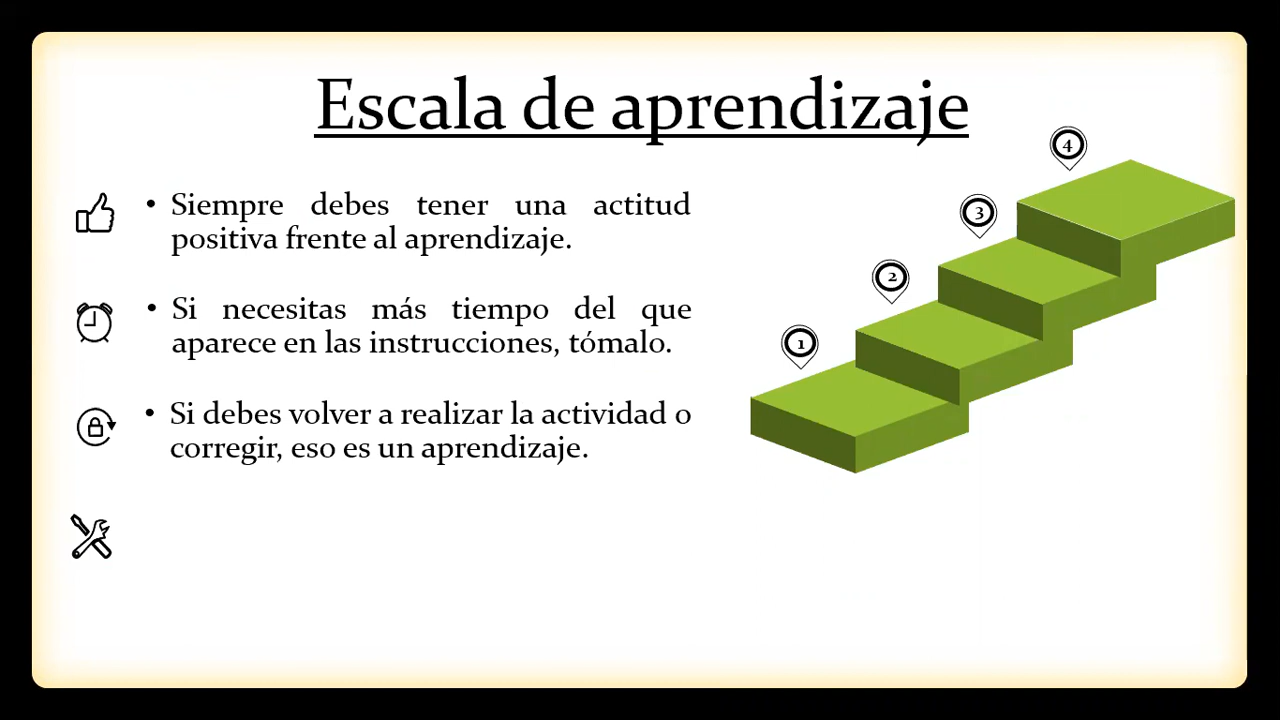 Escala de aprendizaje
• Siempre debes tener una actitud
positiva frente al aprendizaje.
• Si necesitas más tiempo del que
aparece en las instrucciones, tómalo.
• Si debes volver a realizar la actividad o
corregir, eso es un aprendizaje.
4
3
2
1